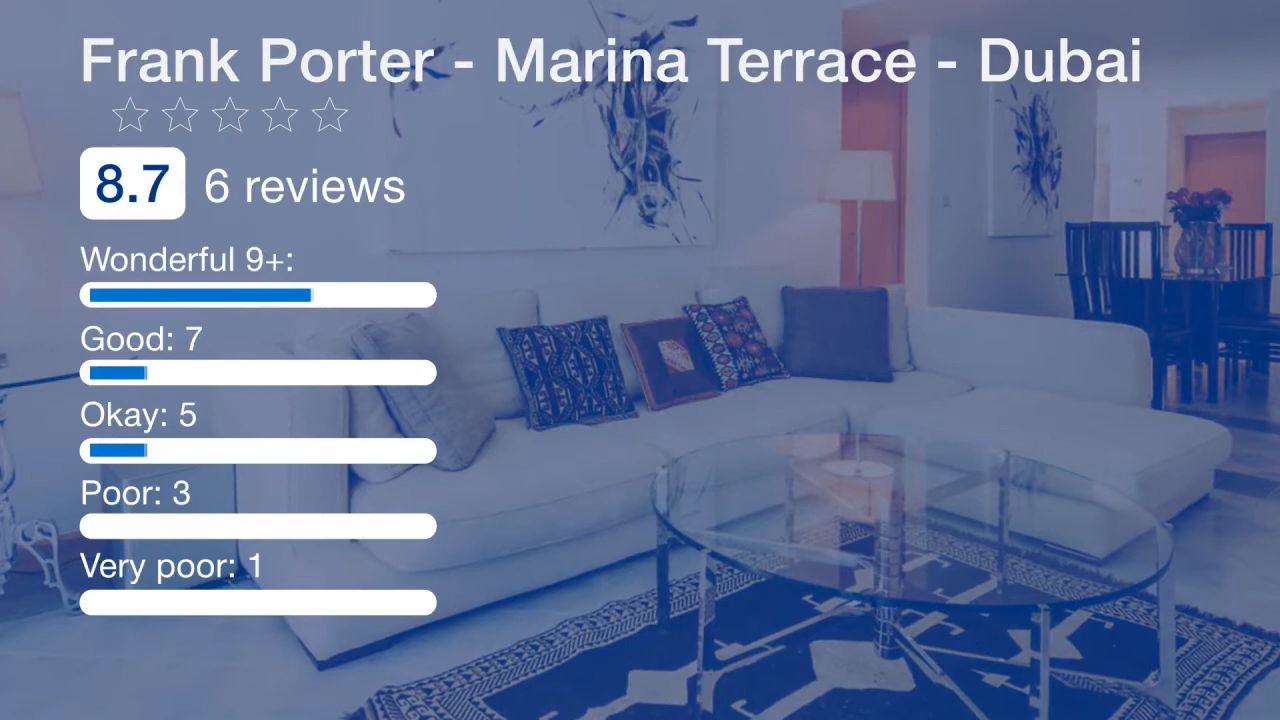 Frank Porter - Marina Terrace - Dubai
8.7 6 reviews
Wonderful 9+:
Good: 7
Okay: 5
Poor: 3
Very poor: 1